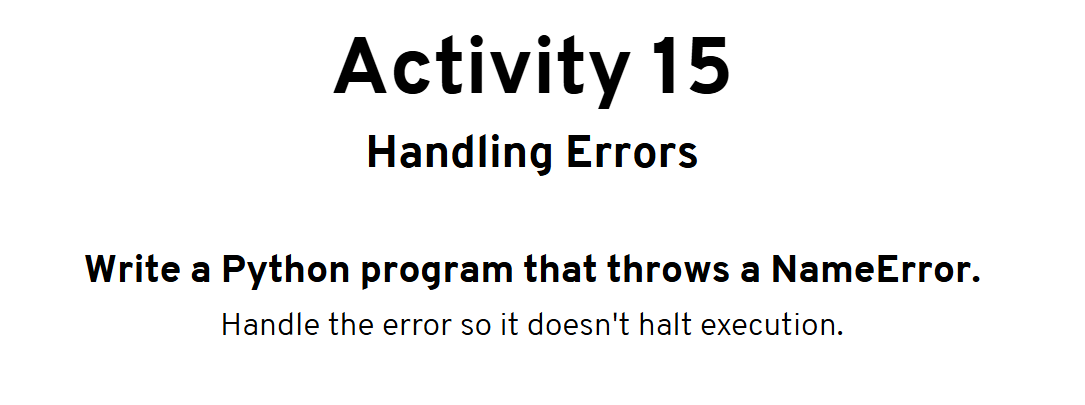 Activity 15
Handling Errors
Write a Python program that throws a NameError.
Handle the error so it doesn't halt execution.